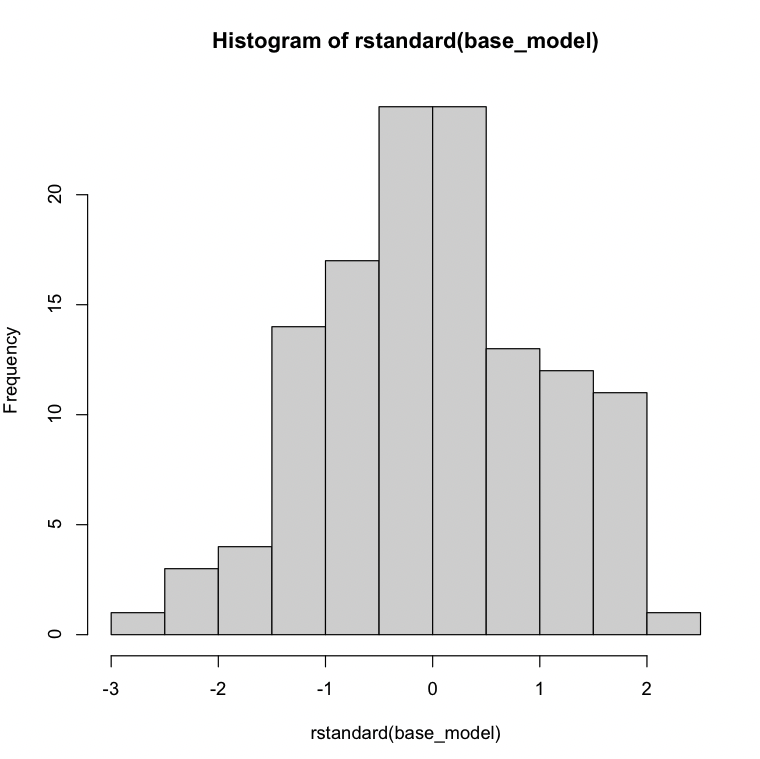 Histogram of rstandard(base_model)
Frequency
20
15
10
5
0
-3 -2 -1 0 1 2
rstandard(base_model)